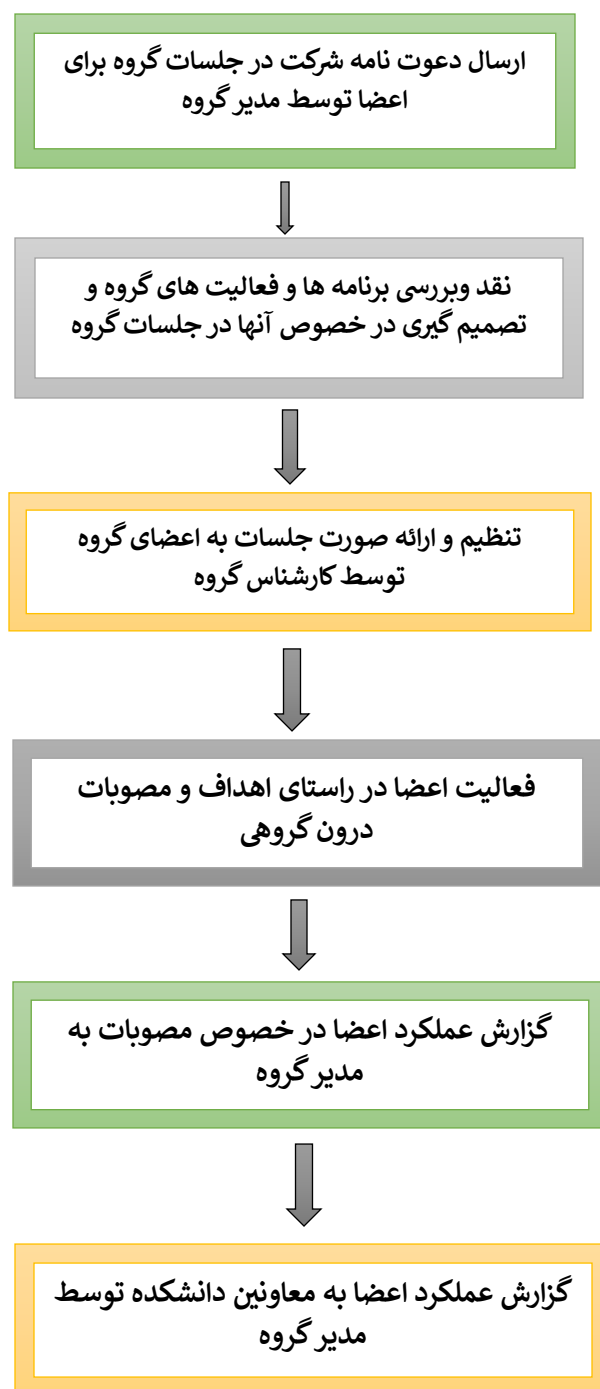 ارسال دعوت نامه شرکت در جلسات گروه برای
اعضا توسط مدیر گروه
نقد وبررسی برنامه ها و فعالیت های گروه و
تصمیم گیری در خصوص آنها در جلسات گروه
تنظیم و ارائه صورت جلسات به اعضای گروه
توسط کارشناس گروه
فعالیت اعضا در راستای اهداف و مصوبات
درون گروهی
گزارش عملکرد اعضا در خصوص مصوبات به
مدیر گروه
گزارش عملکرد اعضا به معاونین دانشکده توسط
مدیر گروه